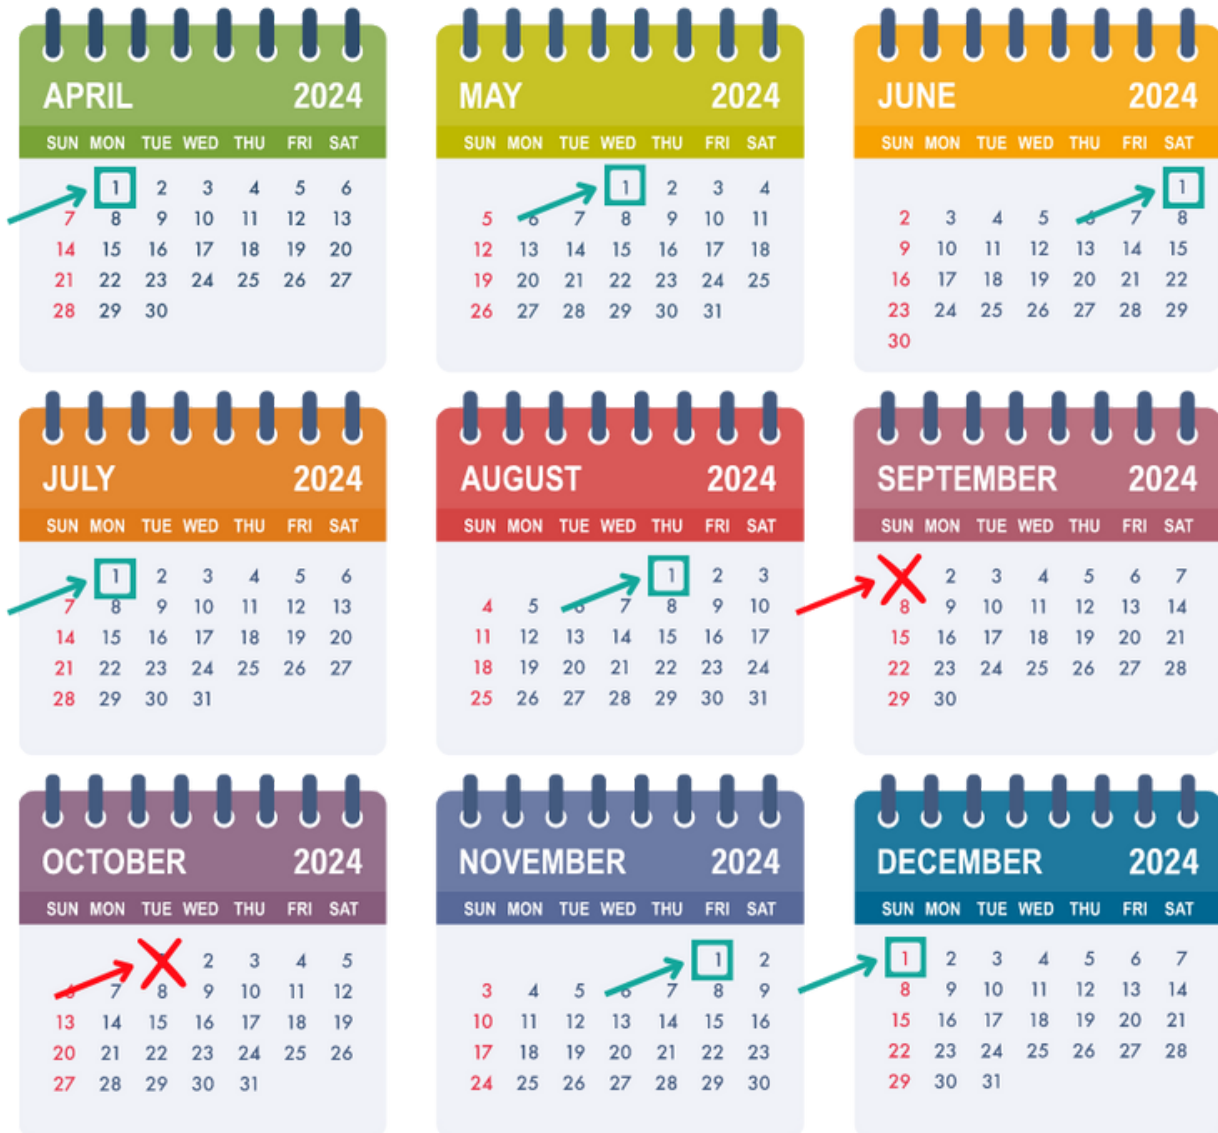 APRIL 2024
SUN MON TUE WED THU FRI SAT
1 2 3 4 5 6
7 8 9 10 11 12 13
14 15 16 17 18 19 20
21 22 23 24 25 26 27
28 29 30
MAY 2024
SUN MON TUE WED THU FRI SAT
1 2 3 4
5 6 7 8 9 10 11
12 13 14 15 16 17 18
19 20 21 22 23 24 25
26 27 28 29 30 31
JUNE 2024
SUN MON TUE WED THU FRI SAT
1
2 3 4 5 6 7 8
9 10 11 12 13 14 15
16 17 18 19 20 21 22
23 24 25 26 27 28 29
30
JULY 2024
SUN MON TUE WED THU FRI SAT
1 2 3 4 5 6
7 8 9 10 11 12 13
14 15 16 17 18 19 20
21 22 23 24 25 26 27
28 29 30 31
AUGUST 2024
SUN MON TUE WED THU FRI SAT
1 2 3
4 5 6 7 8 9 10
11 12 13 14 15 16 17
18 19 20 21 22 23 24
25 26 27 28 29 30 31
SEPTEMBER 2024
SUN MON TUE WED THU FRI SAT
2 3 4 5 6 7
8 9 10 11 12 13 14
15 16 17 18 19 20 21
22 23 24 25 26 27 28
29 30
OCTOBER 2024
SUN MON TUE WED THU FRI SAT
2 3 4 5
6 7 8 9 10 11 12
13 14 15 16 17 18 19
20 21 22 23 24 25 26
27 28 29 30 31
NOVEMBER 2024
SUN MON TUE WED THU FRI SAT
1 2
3 4 5 6 7 8 9
10 11 12 13 14 15 16
17 18 19 20 21 22 23
24 25 26 27 28 29 30
DECEMBER 2024
SUN MON TUE WED THU FRI SAT
1 2 3 4 5 6 7
8 9 10 11 12 13 14
15 16 17 18 19 20 21
22 23 24 25 26 27 28
29 30 31